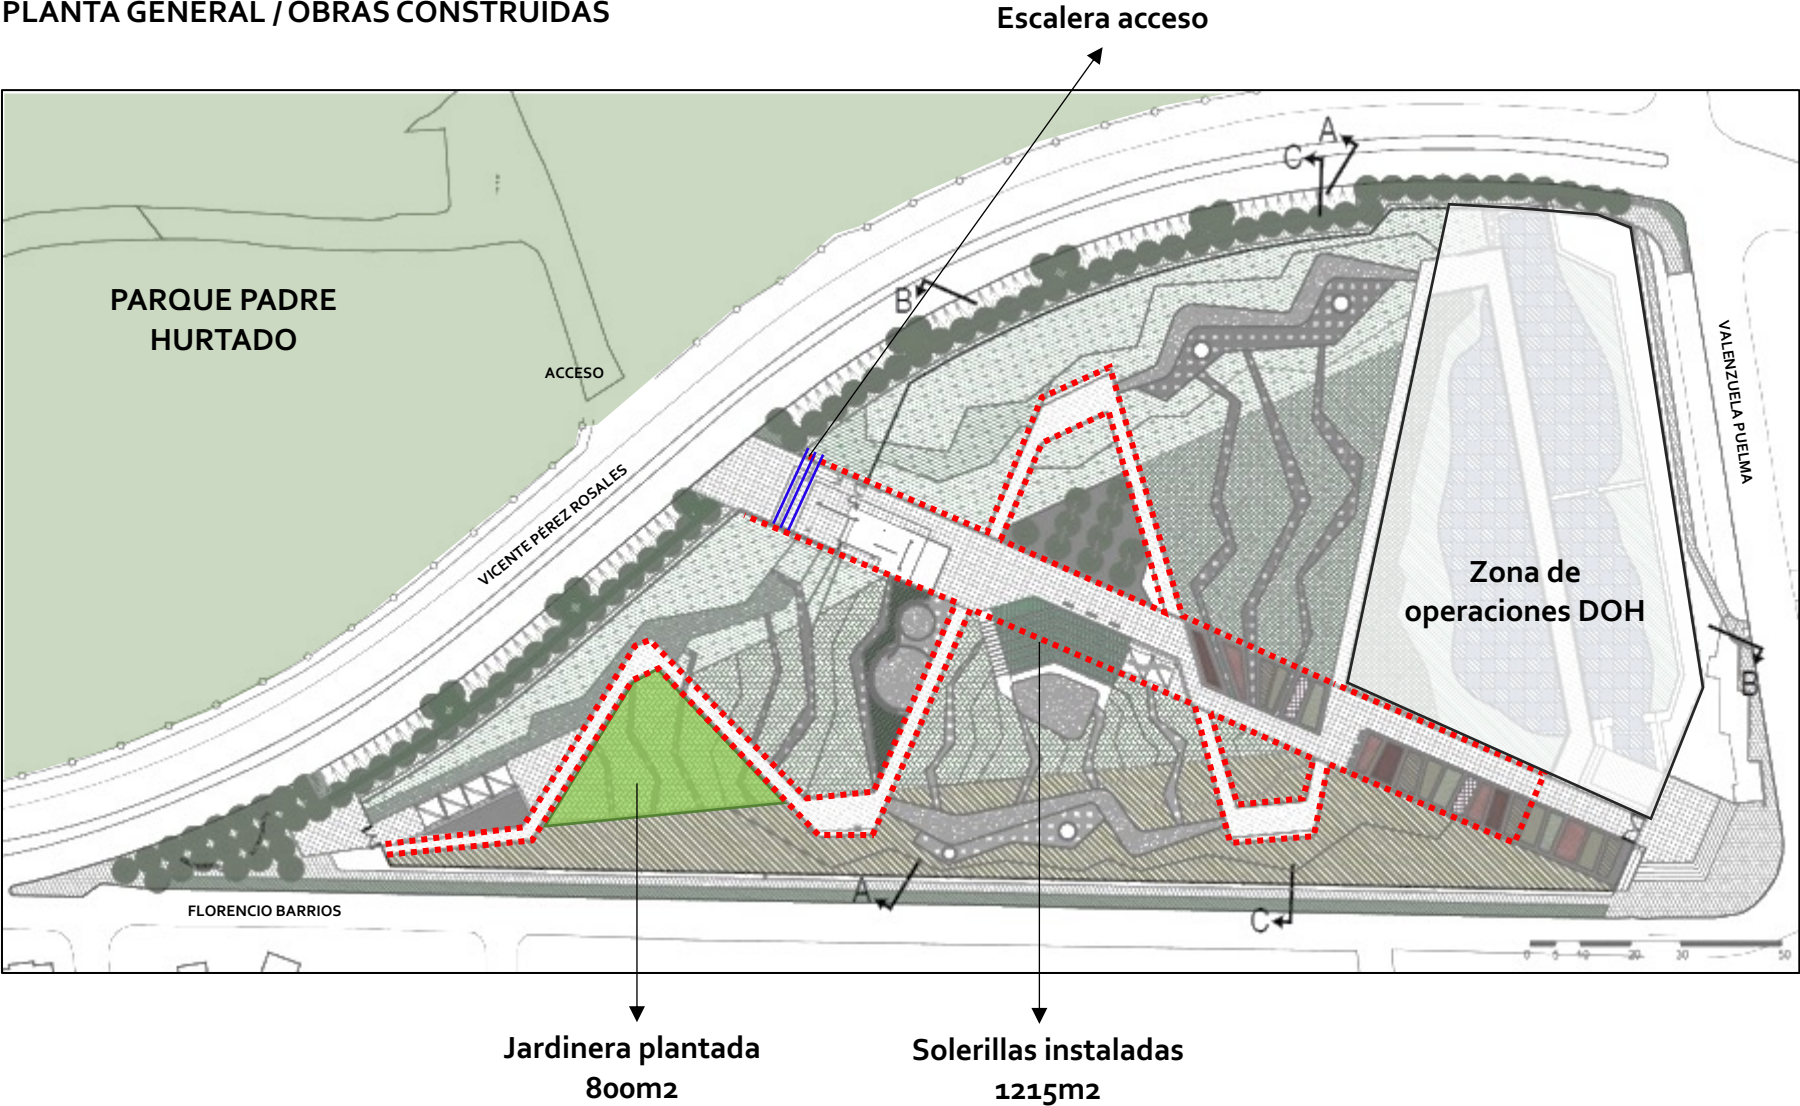 PLANTA GENERAL / OBRAS CONSTRUIDAS
Escalera acceso
A
C
B
PARQUE PADRE
HURTADO
ACCESO
VALENZUELA PUELMA
VICENTE PÉREZ ROSALES
Zona de
operaciones DOH
B
A
C
FLORENCIO BARRIOS
0 5 10 20 30 50
Jardinera plantada
800m2
Solerillas instaladas
1215m2